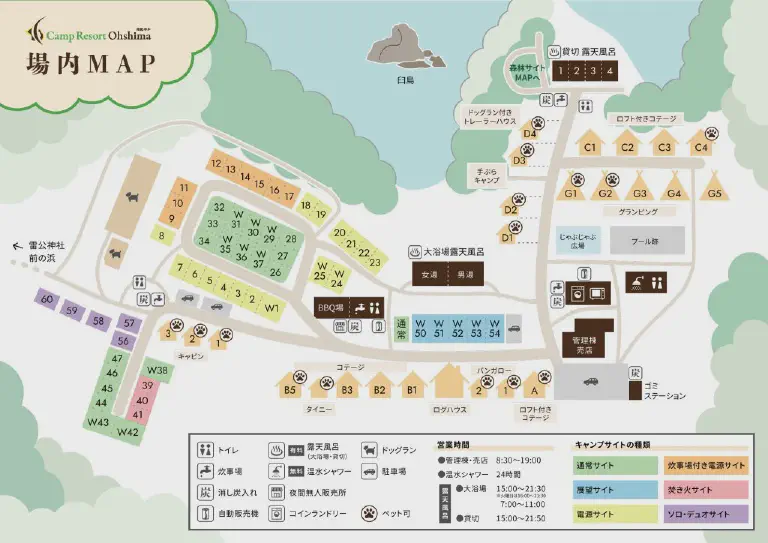 Camp Resort Ohshima
場内MAP
臼島
森林サイト
MAPへ
貸切 露天風呂
1 2 3 4
ドッグラン付き
トレーラーハウス
D4
D3
手ぶら
キャンプ
D2
D1
ロフト付きコテージ
C1 C2 C3 C4
G1 G2 G3 G4 G5
グランピング
じゃぶじゃぶ
広場
プール跡
雷公神社
前の浜
12 13 14 15 16 17
11
10
9
8
18 19
20
21
22
23
32 W W
33 31 30 29 28
34 W W W W
35 36 37 27 26
7 6 5 4 3 2 W1
W W
25 24
大浴場露天風呂
女湯 男湯
BBQ場
通常
W W W W W
50 51 52 53 54
管理棟
売店
炭
ゴミ
ステーション
60 59 58 57
56
47
46
45
44
W43
W42
W38
39
40
41
3 2 1
キャビン
コテージ
B5 B3 B2 B1
タイニー
ログハウス
バンガロー
2 1 A
ロフト付き
コテージ
トイレ
炊事場
炭 消し炭入れ
自動販売機
有料 露天風呂
(大浴場・貸切)
無料 温水シャワー
夜間無人販売所
コインランドリー
ドッグラン
駐車場
ペット可
営業時間
●管理棟・売店 8:30〜19:00
●温水シャワー 24時間
露天風呂
●大浴場 15:00〜21:30
7:00〜11:00
●貸切 15:00〜21:50
キャンプサイトの種類
通常サイト 炊事場付き電源サイト
展望サイト 焚き火サイト
電源サイト ソロ・デュオサイト